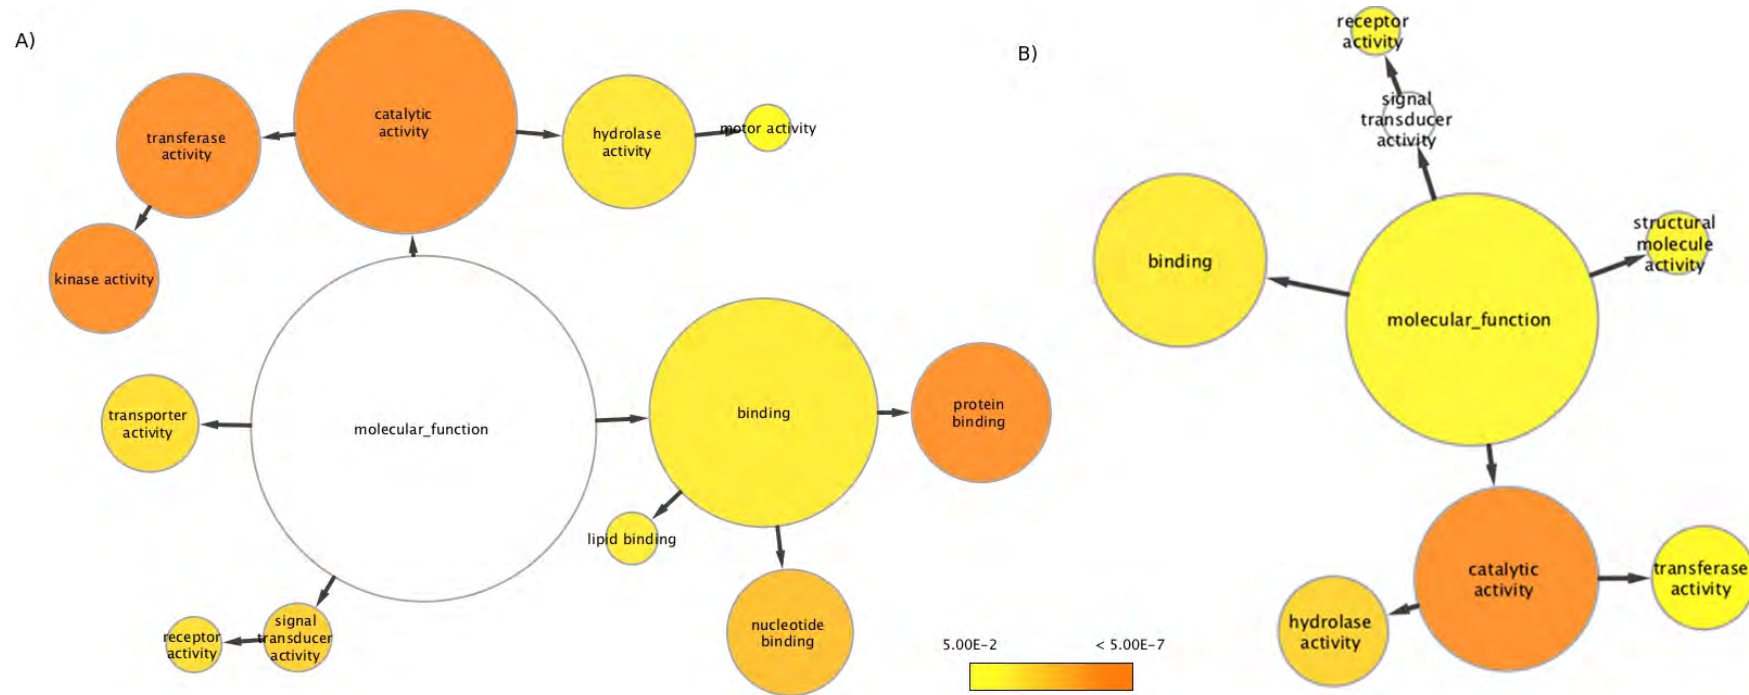 A)
catalytic
activity
transferase
activity
hydrolase
activity
motor activity
kinase activity
transporter
activity
molecular_function
binding
protein
binding
lipid binding
nucleotide
binding
signal
transducer
activity
receptor
activity
5.00E-2
< 5.00E-7
B)
receptor
activity
signal
transducer
activity
structural
molecule
activity
binding
molecular_function
catalytic
activity
transferase
activity
hydrolase
activity